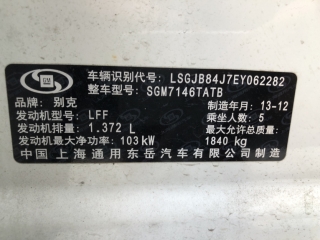 GM
车辆识别代号: LSGJB84J7EY062282
整车型号: SGM7146TATB
品牌: 别克
制造年月: 13-12
发动机型号: LFF
乘坐人数: 5
发动机排量: 1.372 L
最大允许总质量:
发动机最大净功率: 103kW
1840 kg
中国上海通用东岳汽车有限公司制造